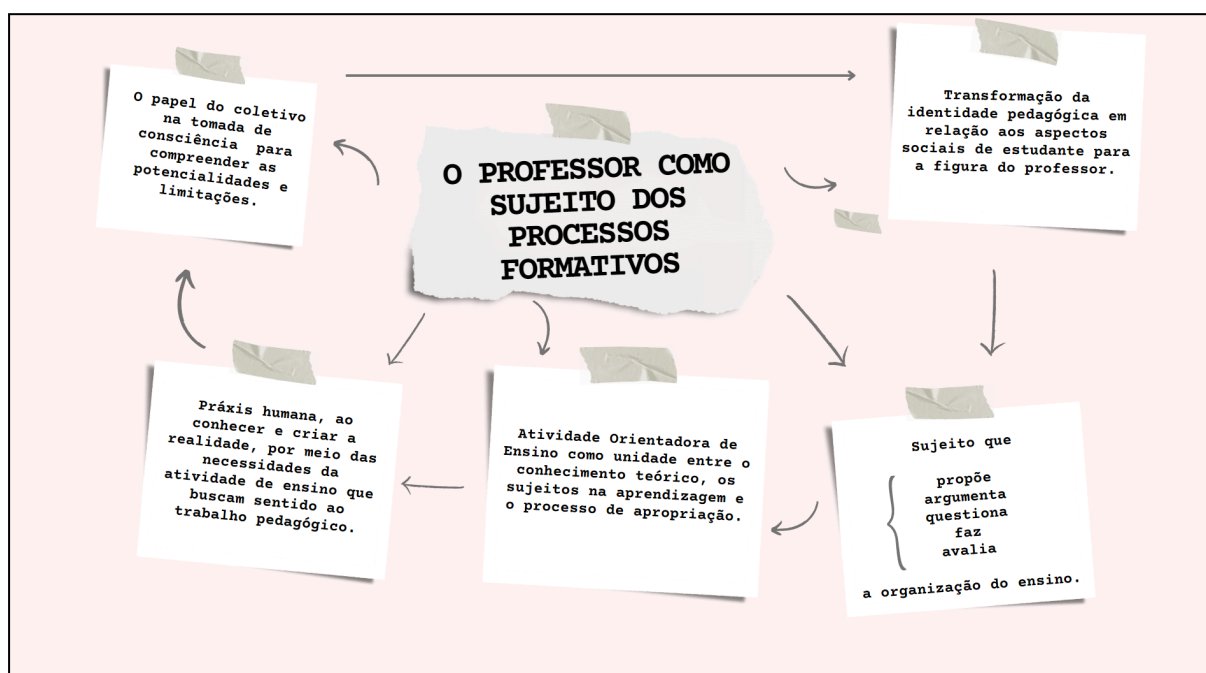 O papel do coletivo
na tomada de
consciência para
compreender as
potencialidades e
limitações.
O PROFESSOR COMO
SUJEITO DOS
PROCESSOS
FORMATIVOS
Transformação da
identidade pedagógica em
relação aos aspectos
sociais de estudante para
a figura do professor.
Práxis humana, ao
conhecer e criar a
realidade, por meio das
necessidades da
atividade de ensino que
buscam sentido ao
trabalho pedagógico.
Atividade Orientadora de
Ensino como unidade entre o
conhecimento teórico, os
sujeitos na aprendizagem e
o processo de apropriação.
Sujeito que
propõe
argumenta
questiona
faz
avalia
a organização do ensino.